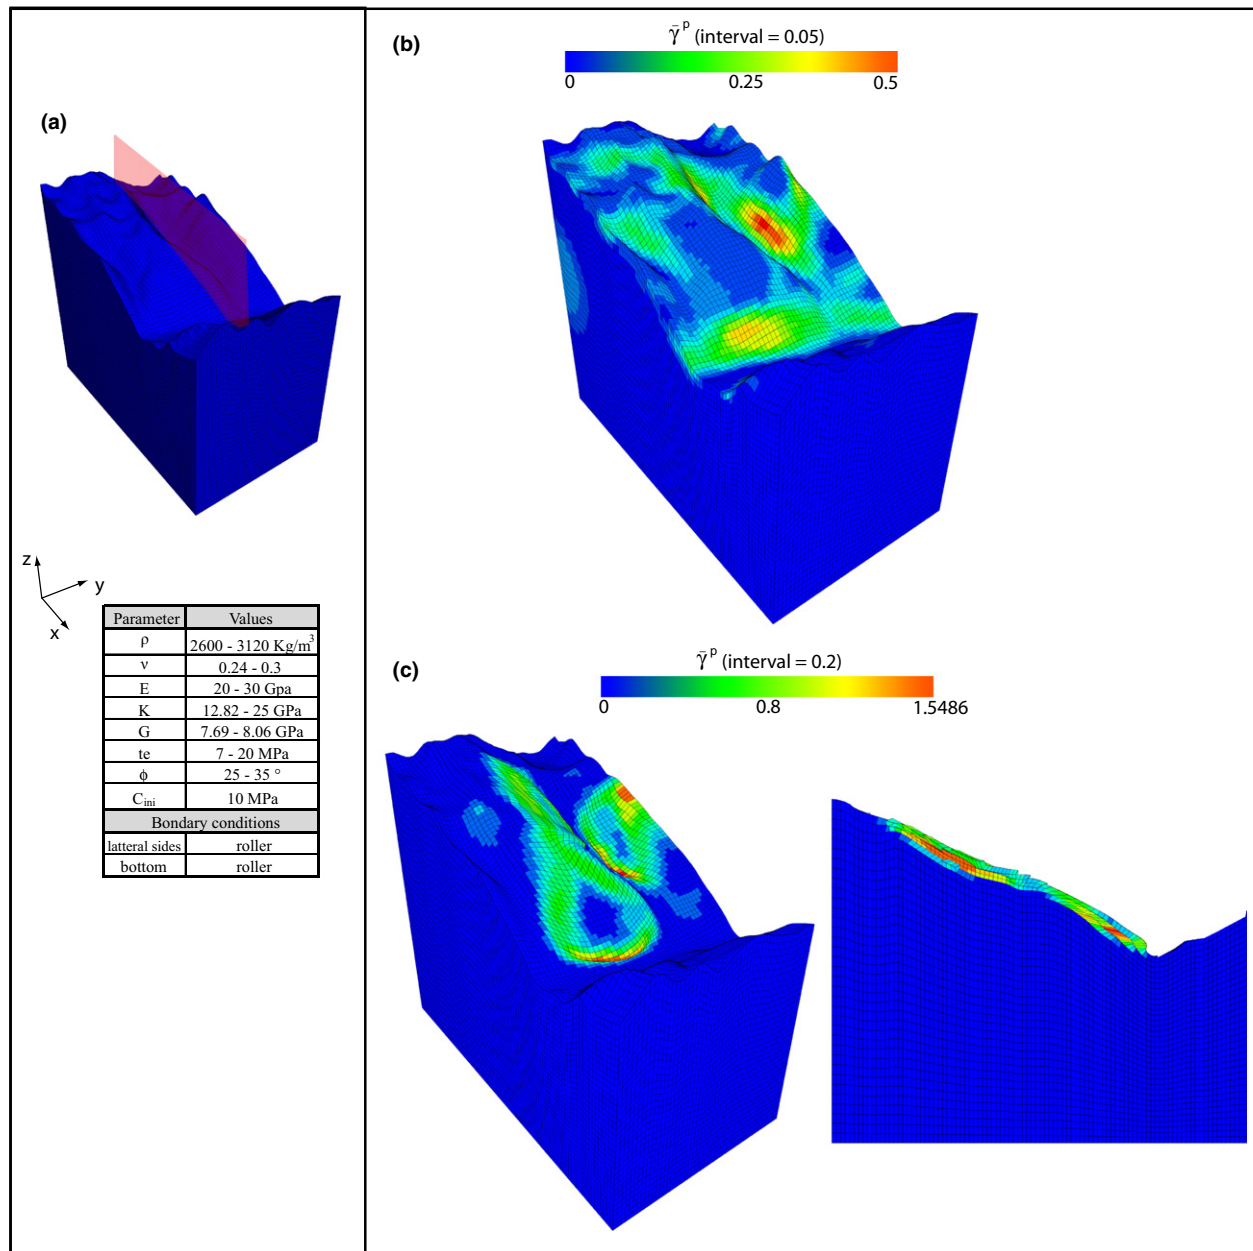 (a)
z
y
x
Parameter Values
ρ 2600 - 3120 Kg/m³
ν 0.24 - 0.3
E 20 - 30 Gpa
K 12.82 - 25 GPa
G 7.69 - 8.06 GPa
te 7 - 20 MPa
ϕ 25 - 35 °
C_ini 10 MPa
Bondary conditions
latteral sides roller
bottom roller
(b)
γ̄ ᵖ (interval = 0.05)
0 0.25 0.5
(c)
γ̄ ᵖ (interval = 0.2)
0 0.8 1.5486